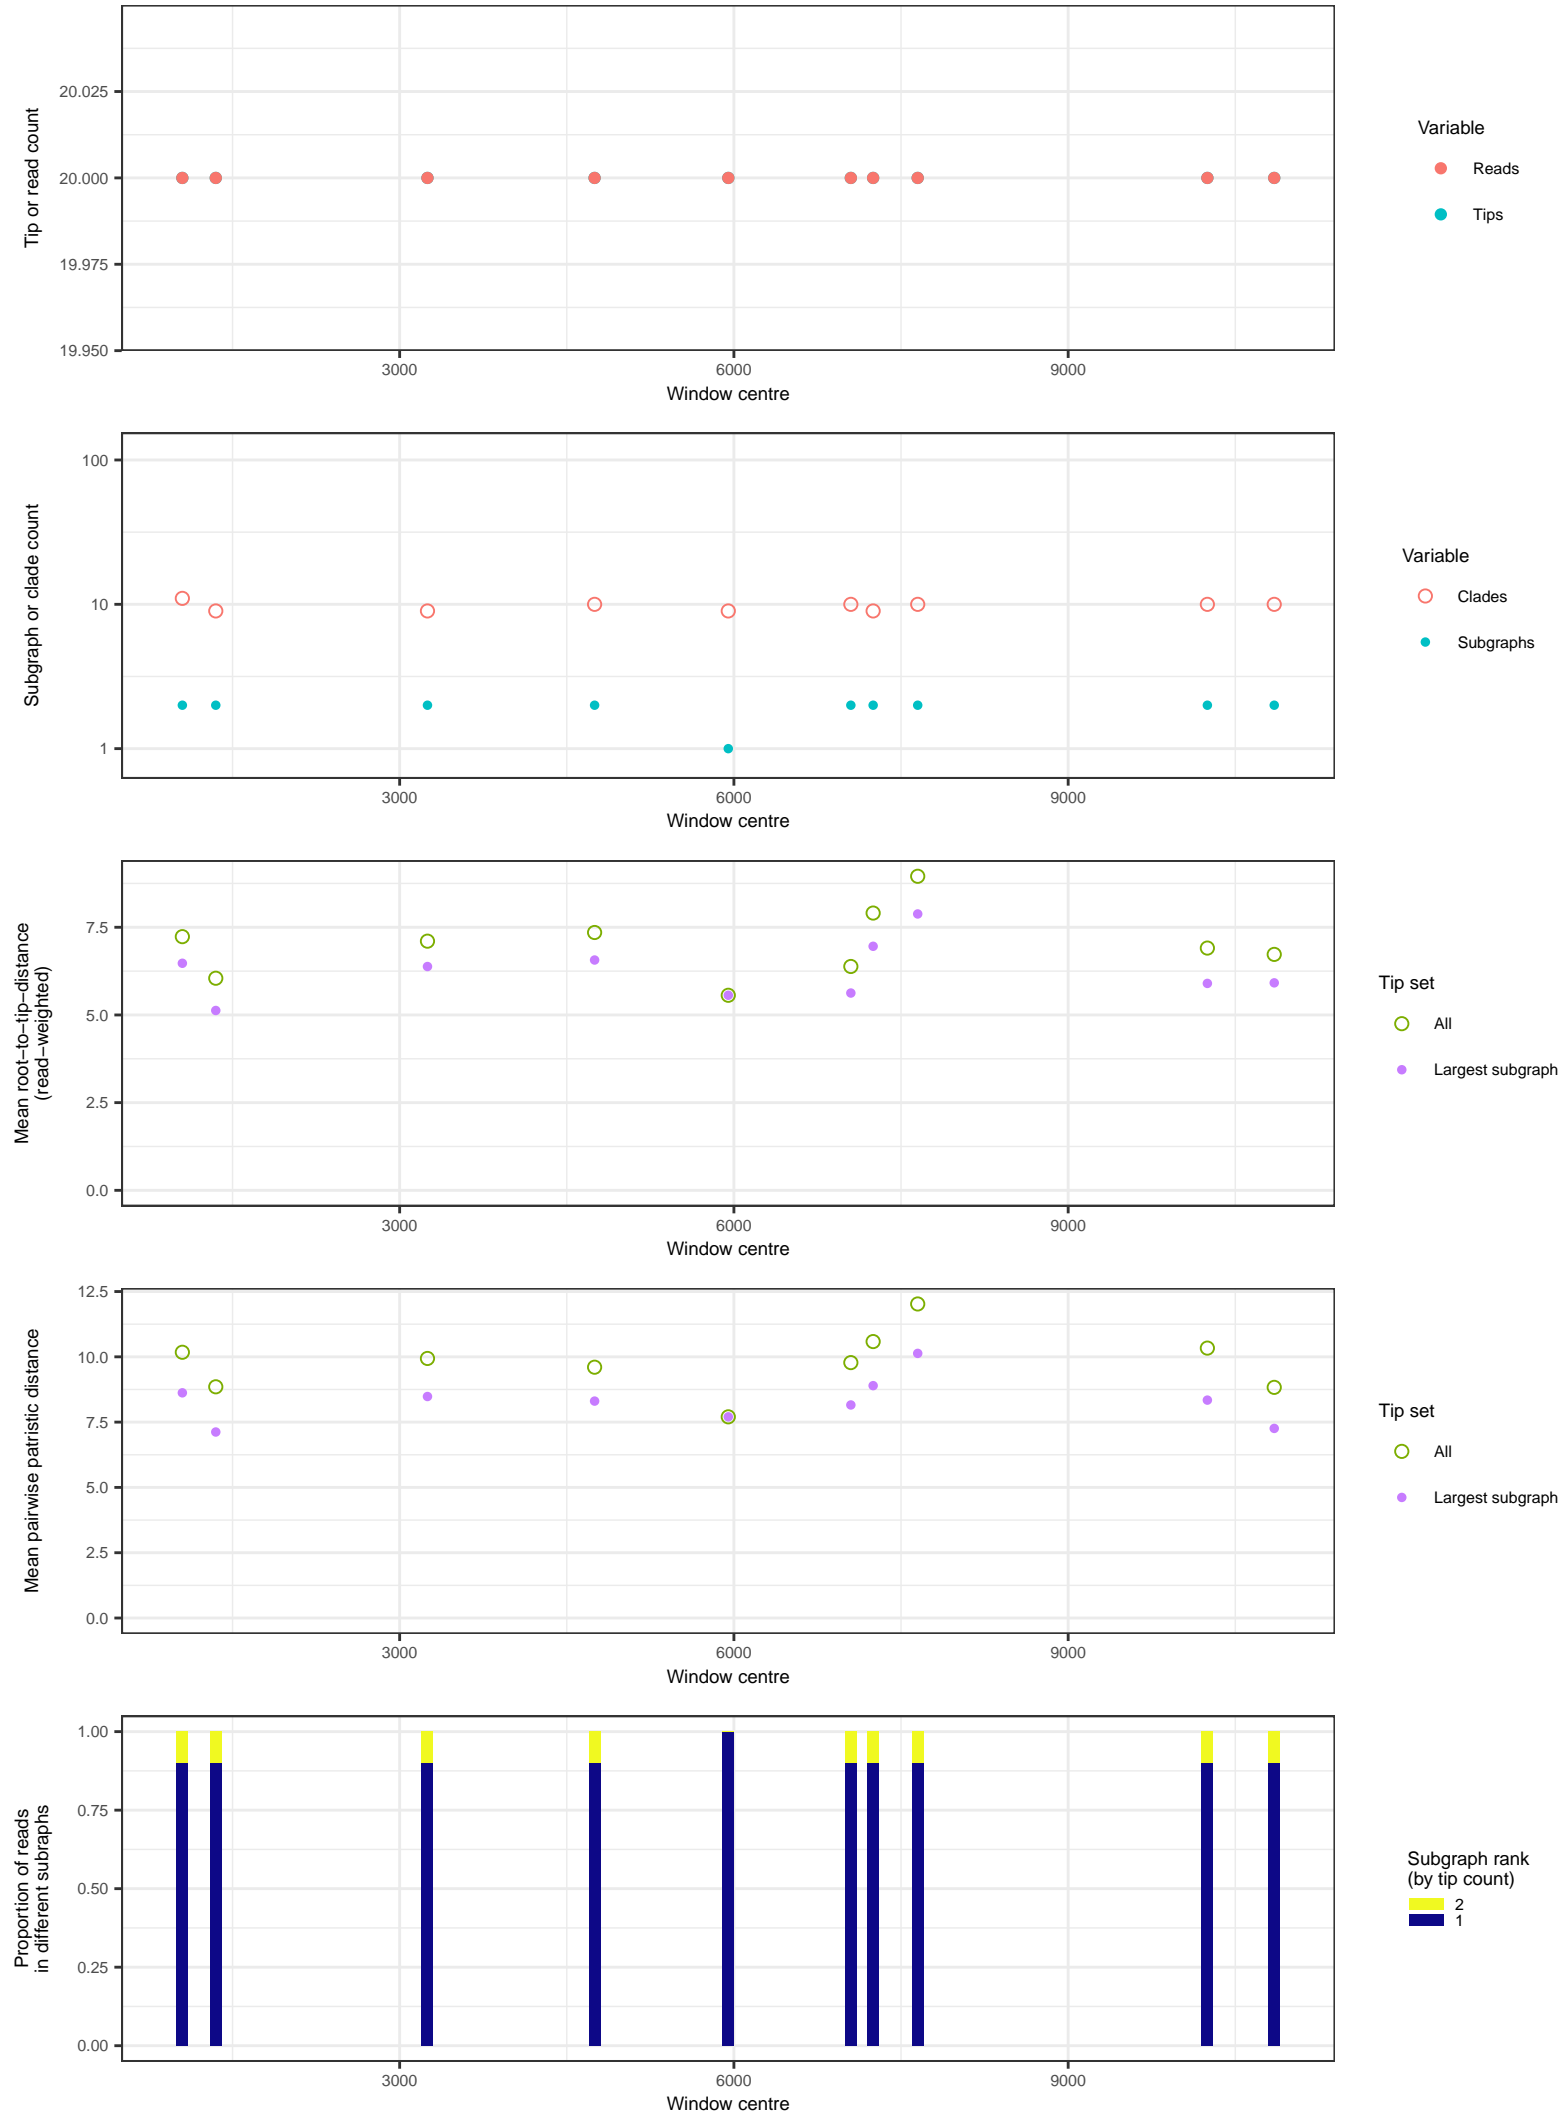 20.025
20.000
19.975
19.950
Tip or read count
3000 6000 9000
Window centre
Variable
Reads
Tips
100
10
1
Subgraph or clade count
3000 6000 9000
Window centre
Variable
Clades
Subgraphs
7.5
5.0
2.5
0.0
Mean root−to−tip−distance
(read−weighted)
3000 6000 9000
Window centre
Tip set
All
Largest subgraph
12.5
10.0
7.5
5.0
2.5
0.0
Mean pairwise patristic distance
3000 6000 9000
Window centre
Tip set
All
Largest subgraph
1.00
0.75
0.50
0.25
0.00
Proportion of reads
in different subraphs
3000 6000 9000
Window centre
Subgraph rank
(by tip count)
2
1